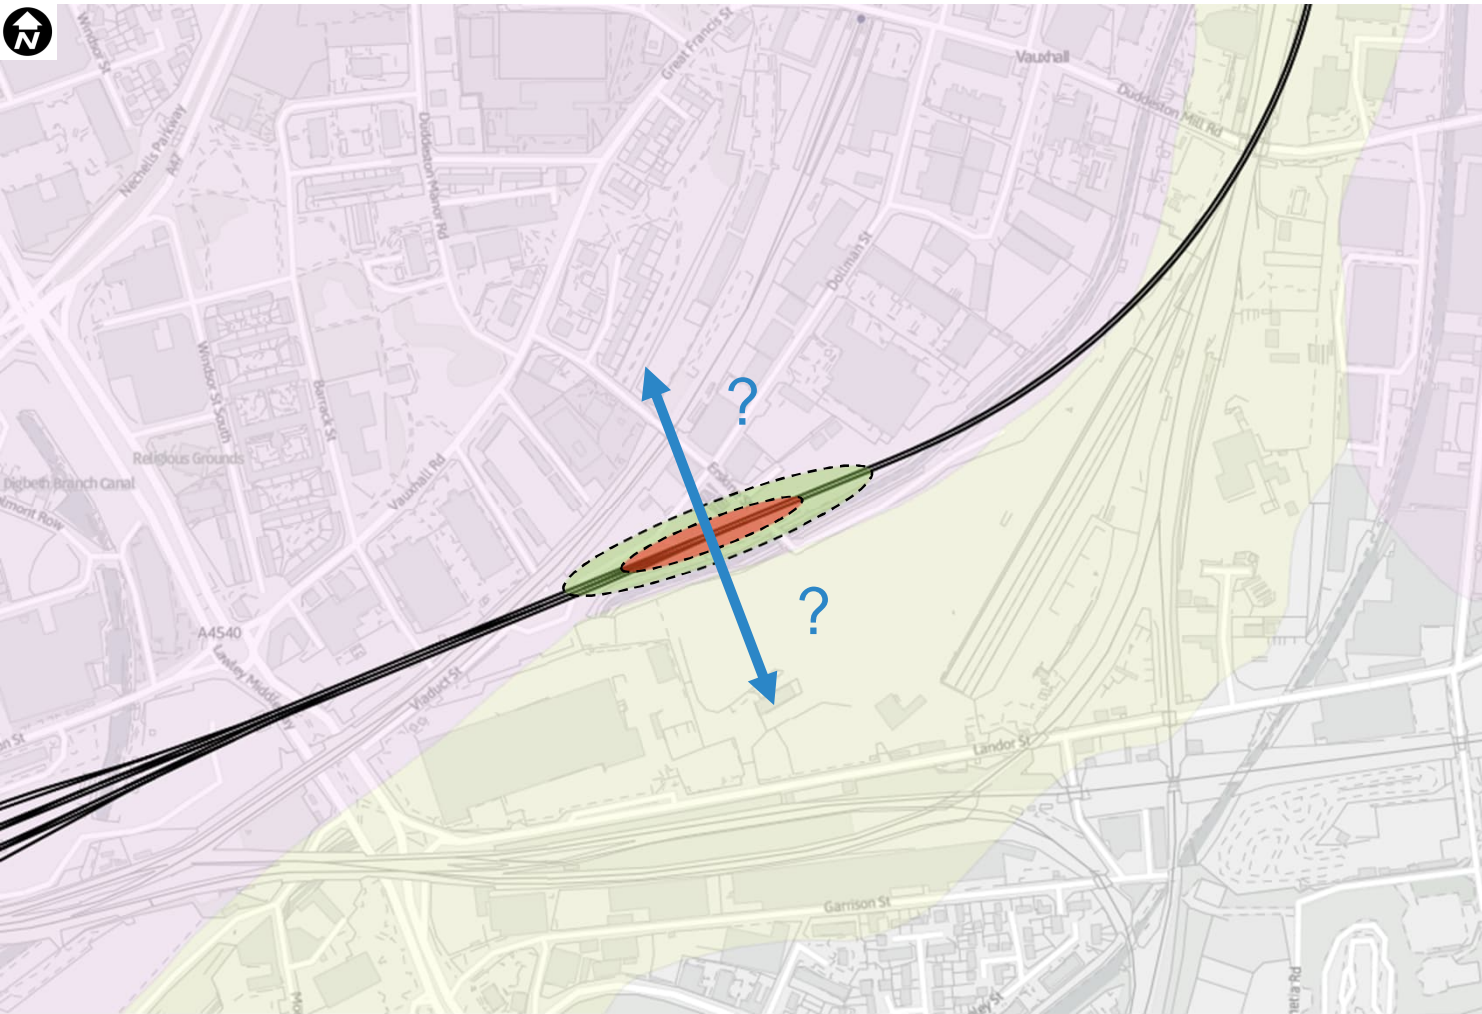 N
Windsor St
Great Francis St
Vauxhall
Duddeston Mill Rd
Nechells Parkway
A47
Duddeston Manor Rd
Dollman St
Windsor St South
Barrack St
?
Religious Grounds
Vauxhall Rd
Digbeth Branch Canal
?
A4540
Viaduct St
Landor St
Garrison St